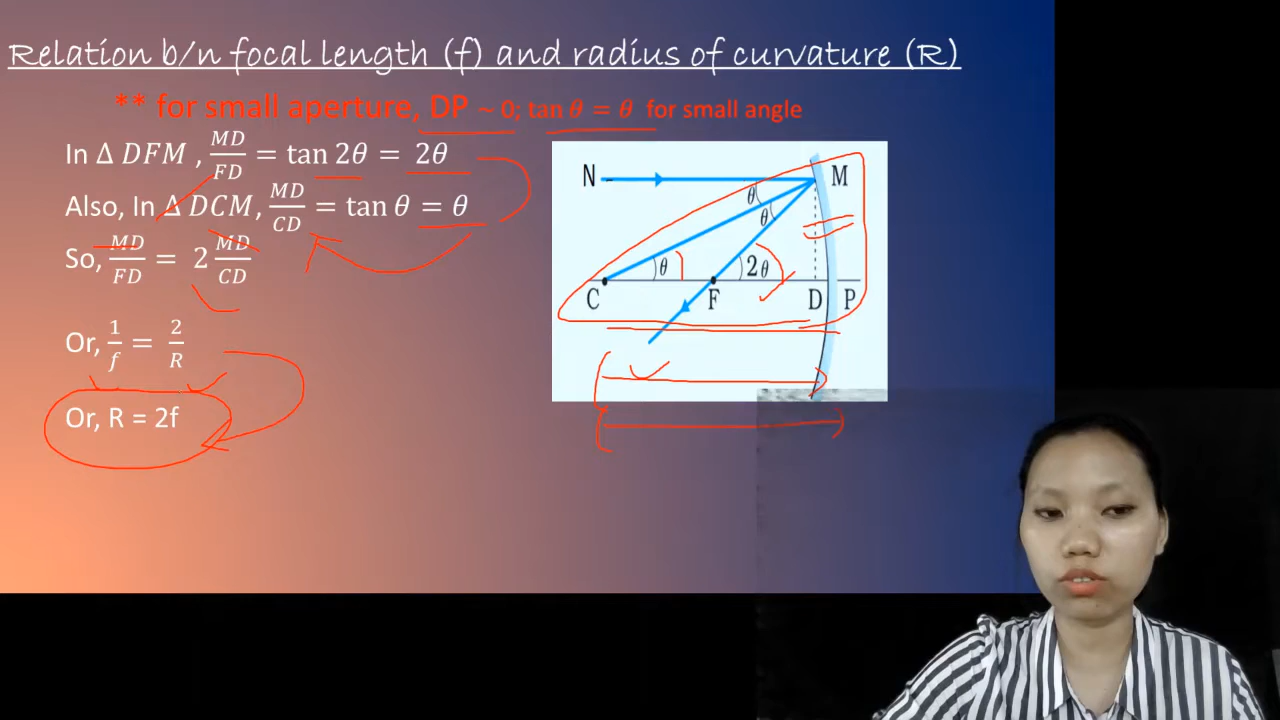 Relation b/n focal length (f) and radius of curvature (R)
** for small aperture, DP ~ 0; tan θ = θ for small angle
In Δ DFM , MD/FD = tan 2θ = 2θ
Also, In Δ DCM, MD/CD = tan θ = θ
So, MD/FD = 2 MD/CD
Or, 1/f = 2/R
Or, R = 2f
N
M
θ
θ
θ
2θ
C
F
D
P